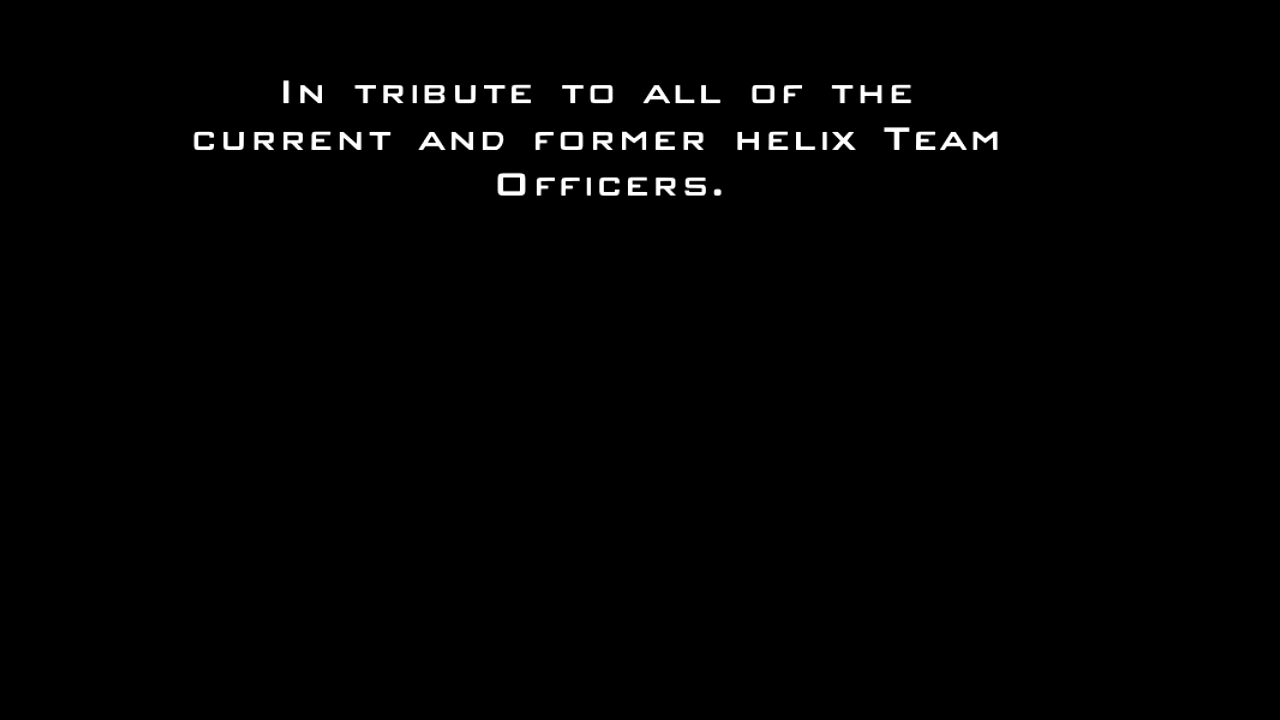 In tribute to all of the
current and former helix Team
Officers.